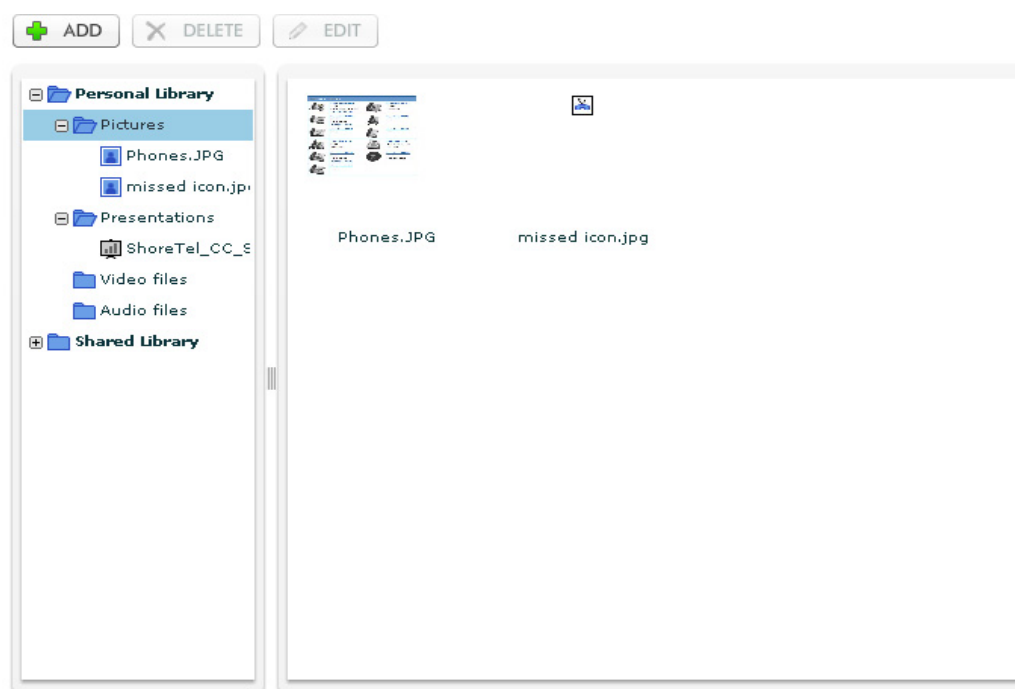 ADD DELETE EDIT
Personal Library
Pictures
Phones.JPG
missed icon.jp
Presentations
ShoreTel_CC_S
Video files
Audio files
Shared Library
Phones.JPG missed icon.jpg